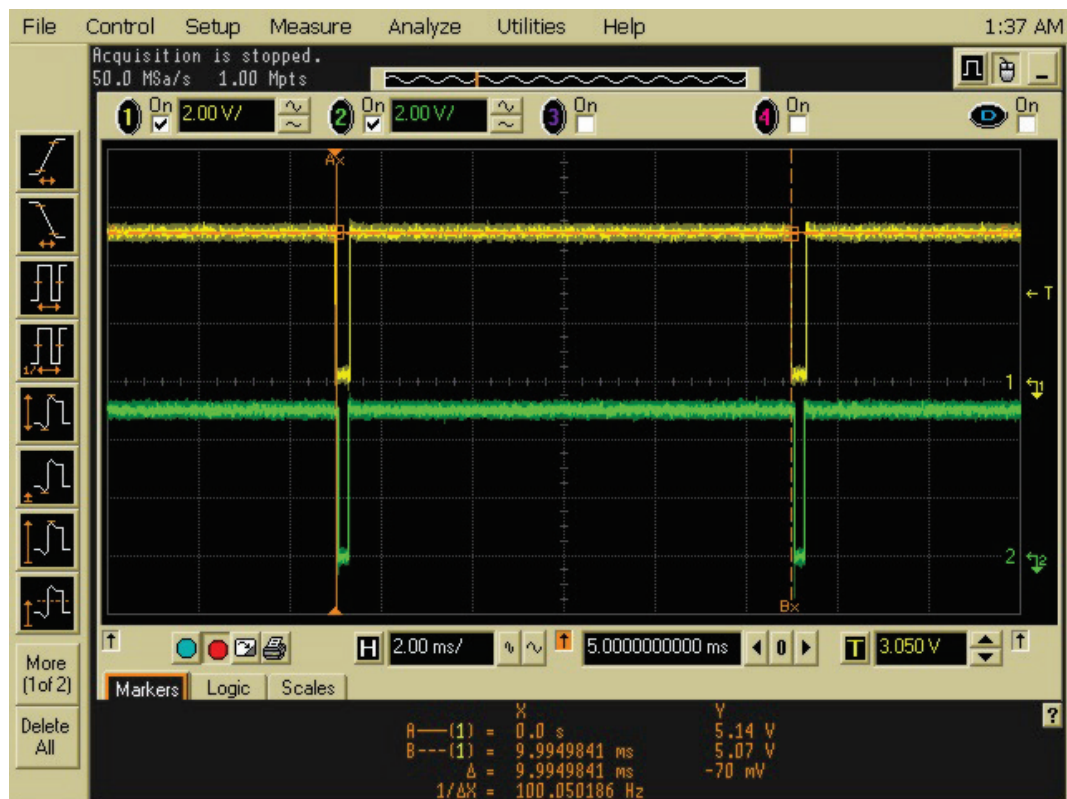 File Control Setup Measure Analyze Utilities Help 1:37 AM
Acquisition is stopped.
50.0 MSa/s 1.00 Mpts
1 On 2.00 V/ 2 On 2.00 V/ 3 On 4 On D On
Ax
T
1 1
2 2
Bx
1/
H 2.00 ms/ 5.0000000000 ms 0 T 3.050 V
More
(1of 2)
Markers Logic Scales
Delete
All
?
X Y
A——(1) = 0.0 s 5.14 V
B---(1) = 9.9949841 ms 5.07 V
Δ = 9.9949841 ms -70 mV
1/ΔX = 100.050186 Hz